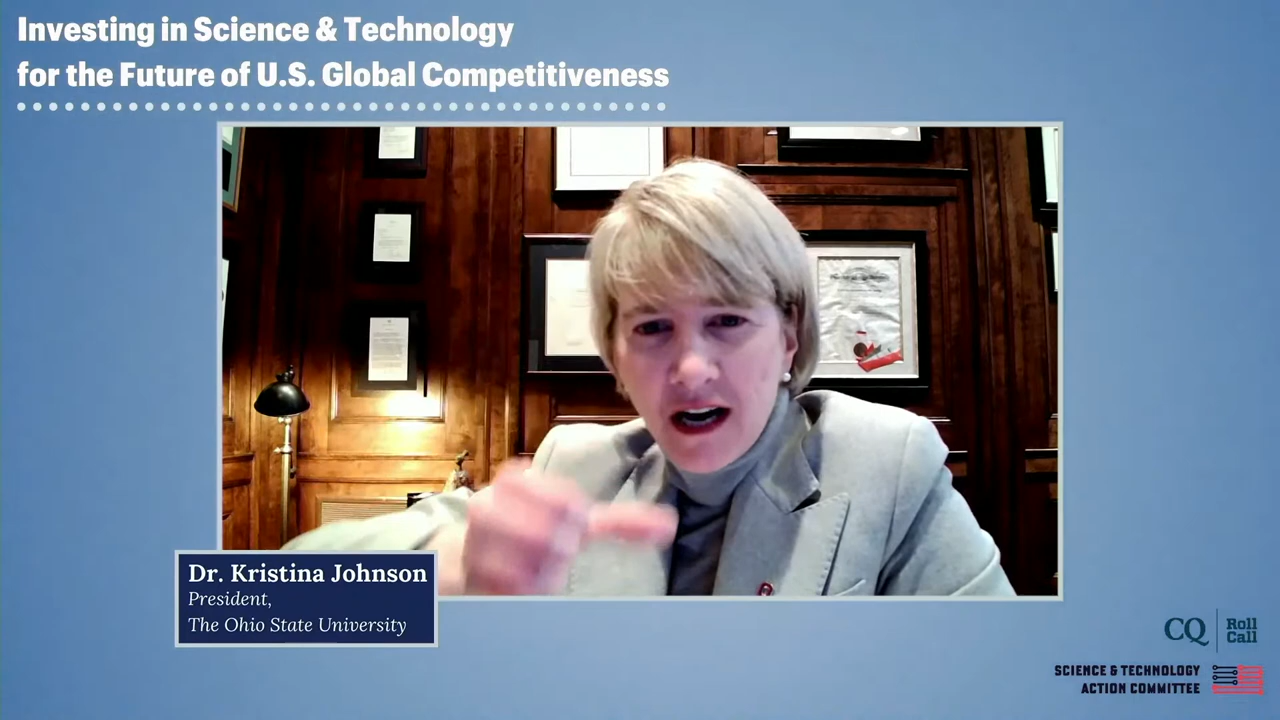 Investing in Science & Technology
for the Future of U.S. Global Competitiveness
Dr. Kristina Johnson
President,
The Ohio State University
CQ
Roll
Call
SCIENCE & TECHNOLOGY
ACTION COMMITTEE